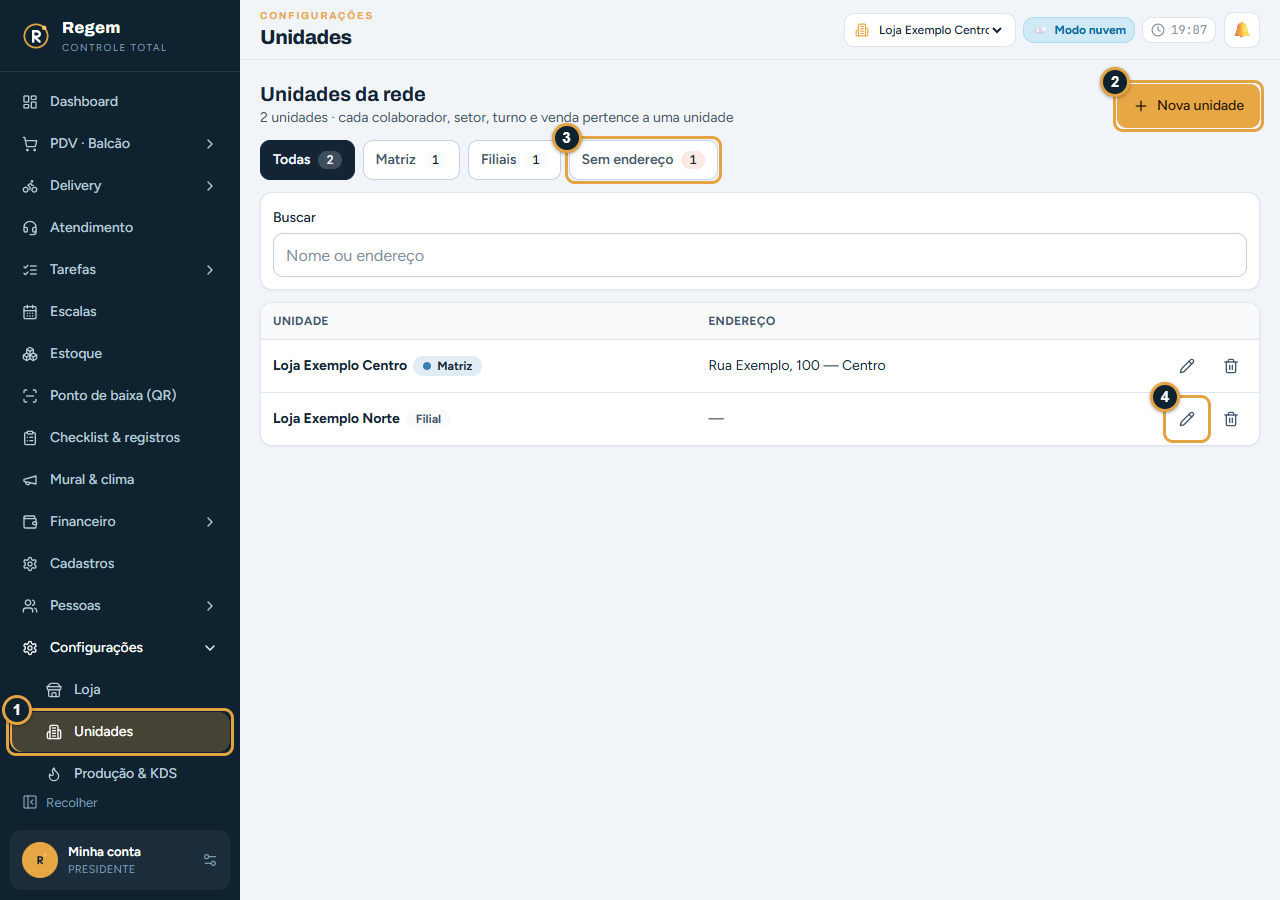 Regem
CONTROLE TOTAL
Dashboard
PDV · Balcão
Delivery
Atendimento
Tarefas
Escalas
Estoque
Ponto de baixa (QR)
Checklist & registros
Mural & clima
Financeiro
Cadastros
Pessoas
Configurações
Loja
1
Unidades
Produção & KDS
Recolher
R
Minha conta
PRESIDENTE
CONFIGURAÇÕES
Unidades
Loja Exemplo Centro
Modo nuvem
19:07
Unidades da rede
2 unidades · cada colaborador, setor, turno e venda pertence a uma unidade
2
+ Nova unidade
3
Todas 2
Matriz 1
Filiais 1
Sem endereço 1
Buscar
Nome ou endereço
UNIDADE ENDEREÇO
Loja Exemplo Centro Matriz Rua Exemplo, 100 — Centro
4
Loja Exemplo Norte Filial —